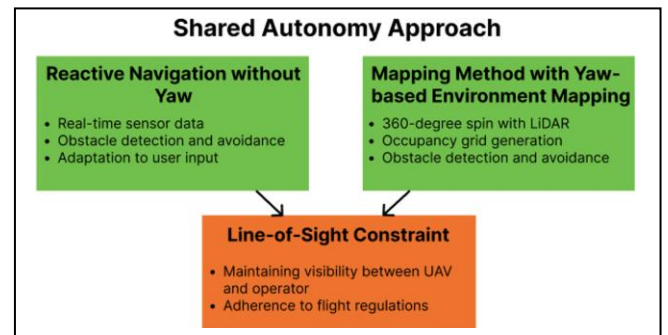 Shared Autonomy Approach
Reactive Navigation without
Yaw
• Real-time sensor data
• Obstacle detection and avoidance
• Adaptation to user input
Mapping Method with Yaw-
based Environment Mapping
• 360-degree spin with LiDAR
• Occupancy grid generation
• Obstacle detection and avoidance
Line-of-Sight Constraint
• Maintaining visibility between UAV
and operator
• Adherence to flight regulations